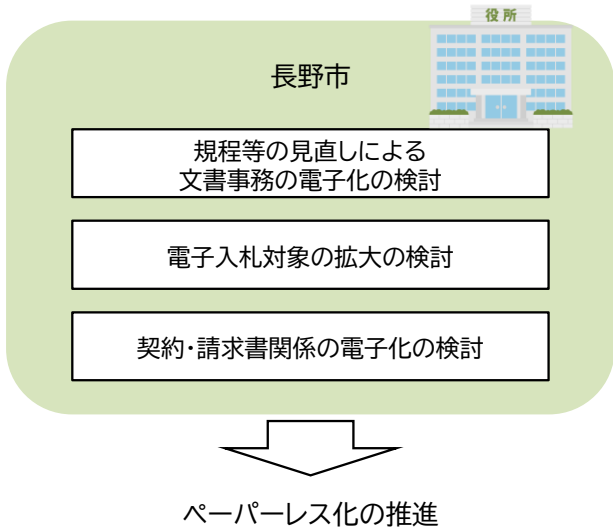 役所
長野市
規程等の見直しによる
文書事務の電子化の検討
電子入札対象の拡大の検討
契約・請求書関係の電子化の検討
ペーパーレス化の推進